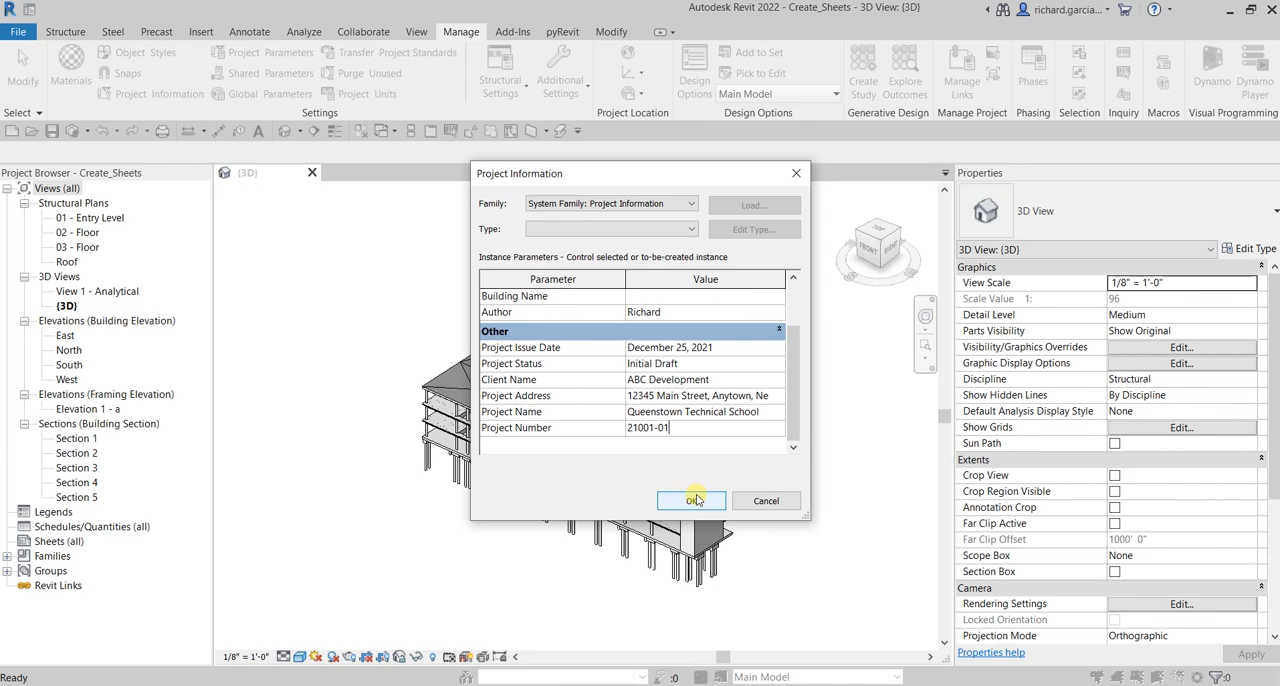 Autodesk Revit 2022 - Create_Sheets - 3D View: {3D}
richard.garcia...
File Structure Steel Precast Insert Annotate Analyze Collaborate View Manage Add-Ins pyRevit Modify
Modify
Materials
Object Styles
Snaps
Project Information
Project Parameters
Shared Parameters
Global Parameters
Transfer Project Standards
Purge Unused
Project Units
Structural Settings
Additional Settings
Design Options
Add to Set
Pick to Edit
Main Model
Create Study
Explore Outcomes
Manage Links
Phases
Dynamo
Dynamo Player
Select
Settings
Project Location
Design Options
Generative Design
Manage Project
Phasing
Selection
Inquiry
Macros
Visual Programming
Project Browser - Create_Sheets
Views (all)
Structural Plans
01 - Entry Level
02 - Floor
03 - Floor
Roof
3D Views
View 1 - Analytical
{3D}
Elevations (Building Elevation)
East
North
South
West
Elevations (Framing Elevation)
Elevation 1 - a
Sections (Building Section)
Section 1
Section 2
Section 3
Section 4
Section 5
Legends
Schedules/Quantities (all)
Sheets (all)
Families
Groups
Revit Links
{3D}
TOP
FRONT
RIGHT
Project Information
Family: System Family: Project Information Load...
Type: Edit Type...
Instance Parameters - Control selected or to-be-created instance
Parameter Value
Building Name
Author Richard
Other
Project Issue Date December 25, 2021
Project Status Initial Draft
Client Name ABC Development
Project Address 12345 Main Street, Anytown, Ne
Project Name Queenstown Technical School
Project Number 21001-01
OK Cancel
Properties
3D View
3D View: {3D} Edit Type
Graphics
View Scale 1/8" = 1'-0"
Scale Value 1: 96
Detail Level Medium
Parts Visibility Show Original
Visibility/Graphics Overrides Edit...
Graphic Display Options Edit...
Discipline Structural
Show Hidden Lines By Discipline
Default Analysis Display Style None
Show Grids Edit...
Sun Path
Extents
Crop View
Crop Region Visible
Annotation Crop
Far Clip Active
Far Clip Offset 1000' 0"
Scope Box None
Section Box
Camera
Rendering Settings Edit...
Locked Orientation
Projection Mode Orthographic
Properties help Apply
1/8" = 1'-0"
Ready
:0
Main Model
:0